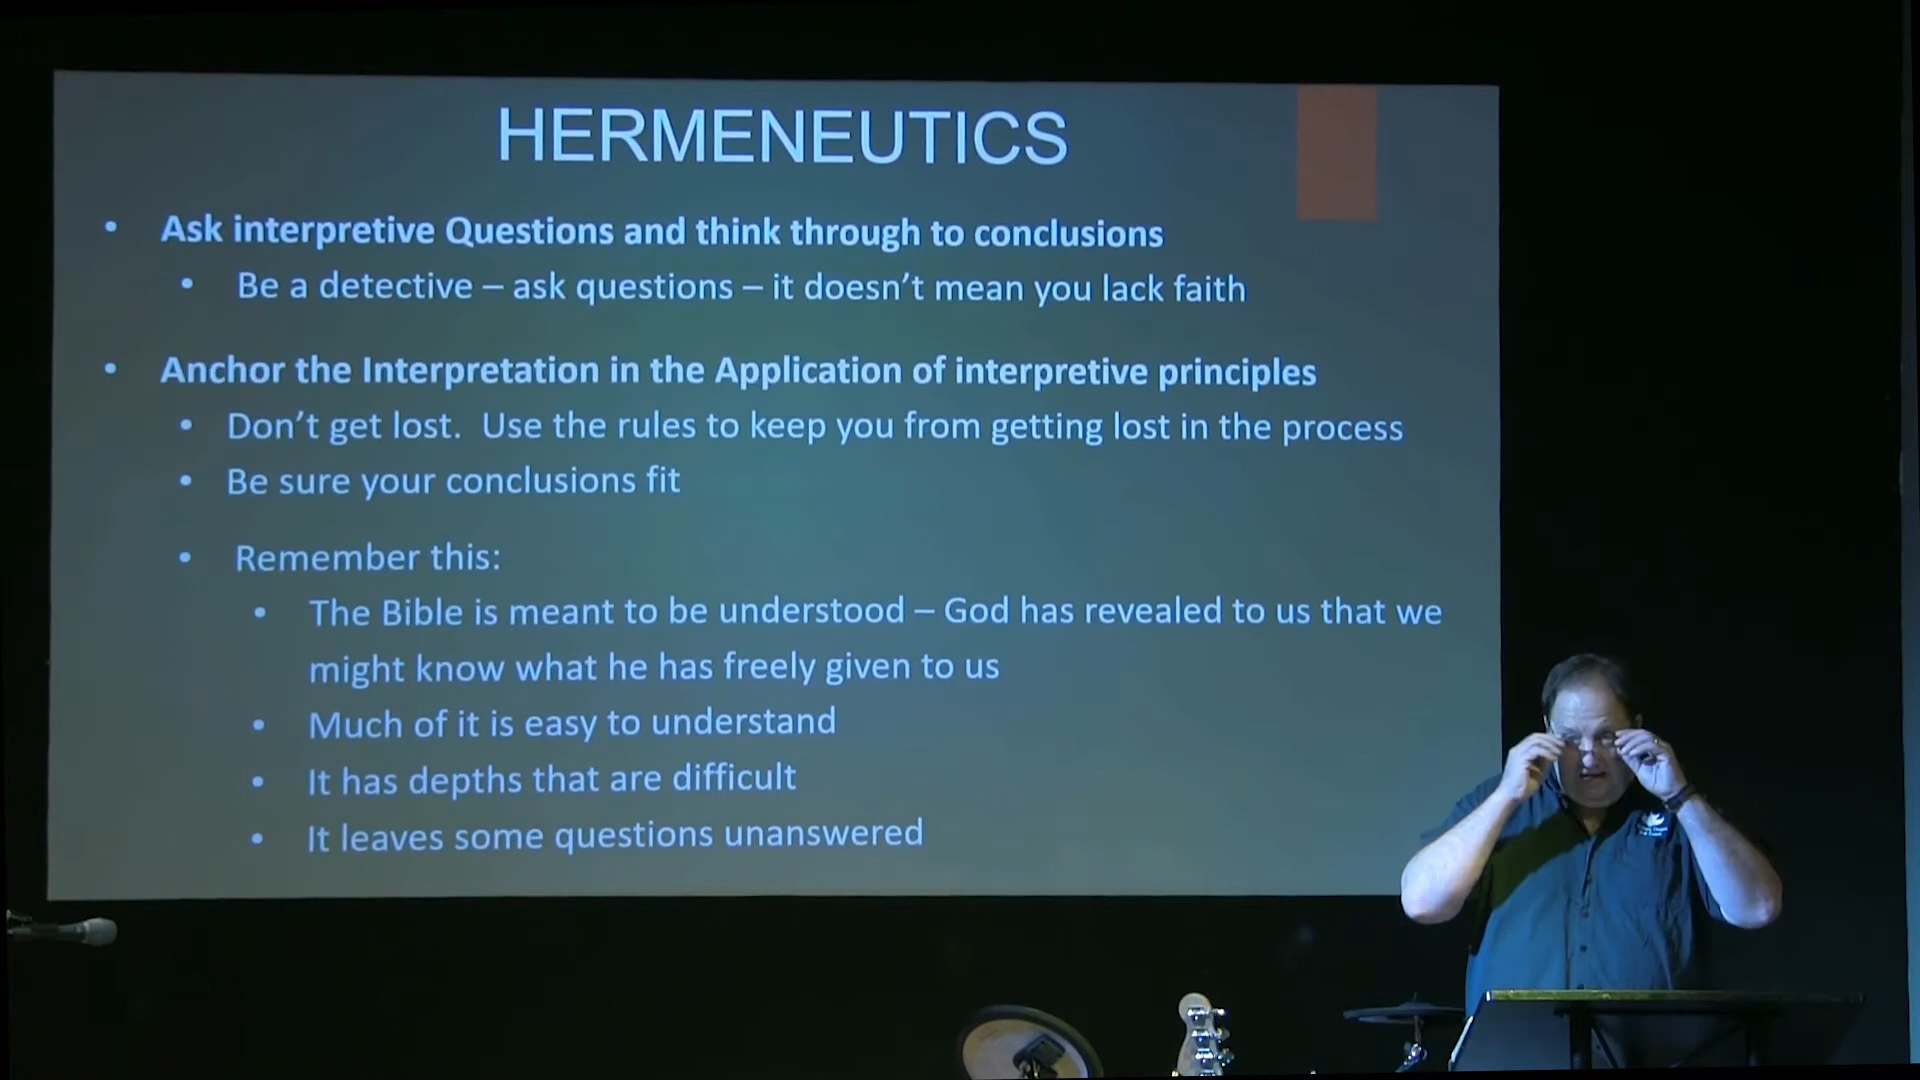 HERMENEUTICS
• Ask interpretive Questions and think through to conclusions
• Be a detective – ask questions – it doesn't mean you lack faith
• Anchor the Interpretation in the Application of interpretive principles
• Don't get lost.  Use the rules to keep you from getting lost in the process
• Be sure your conclusions fit
• Remember this:
• The Bible is meant to be understood – God has revealed to us that we
might know what he has freely given to us
• Much of it is easy to understand
• It has depths that are difficult
• It leaves some questions unanswered